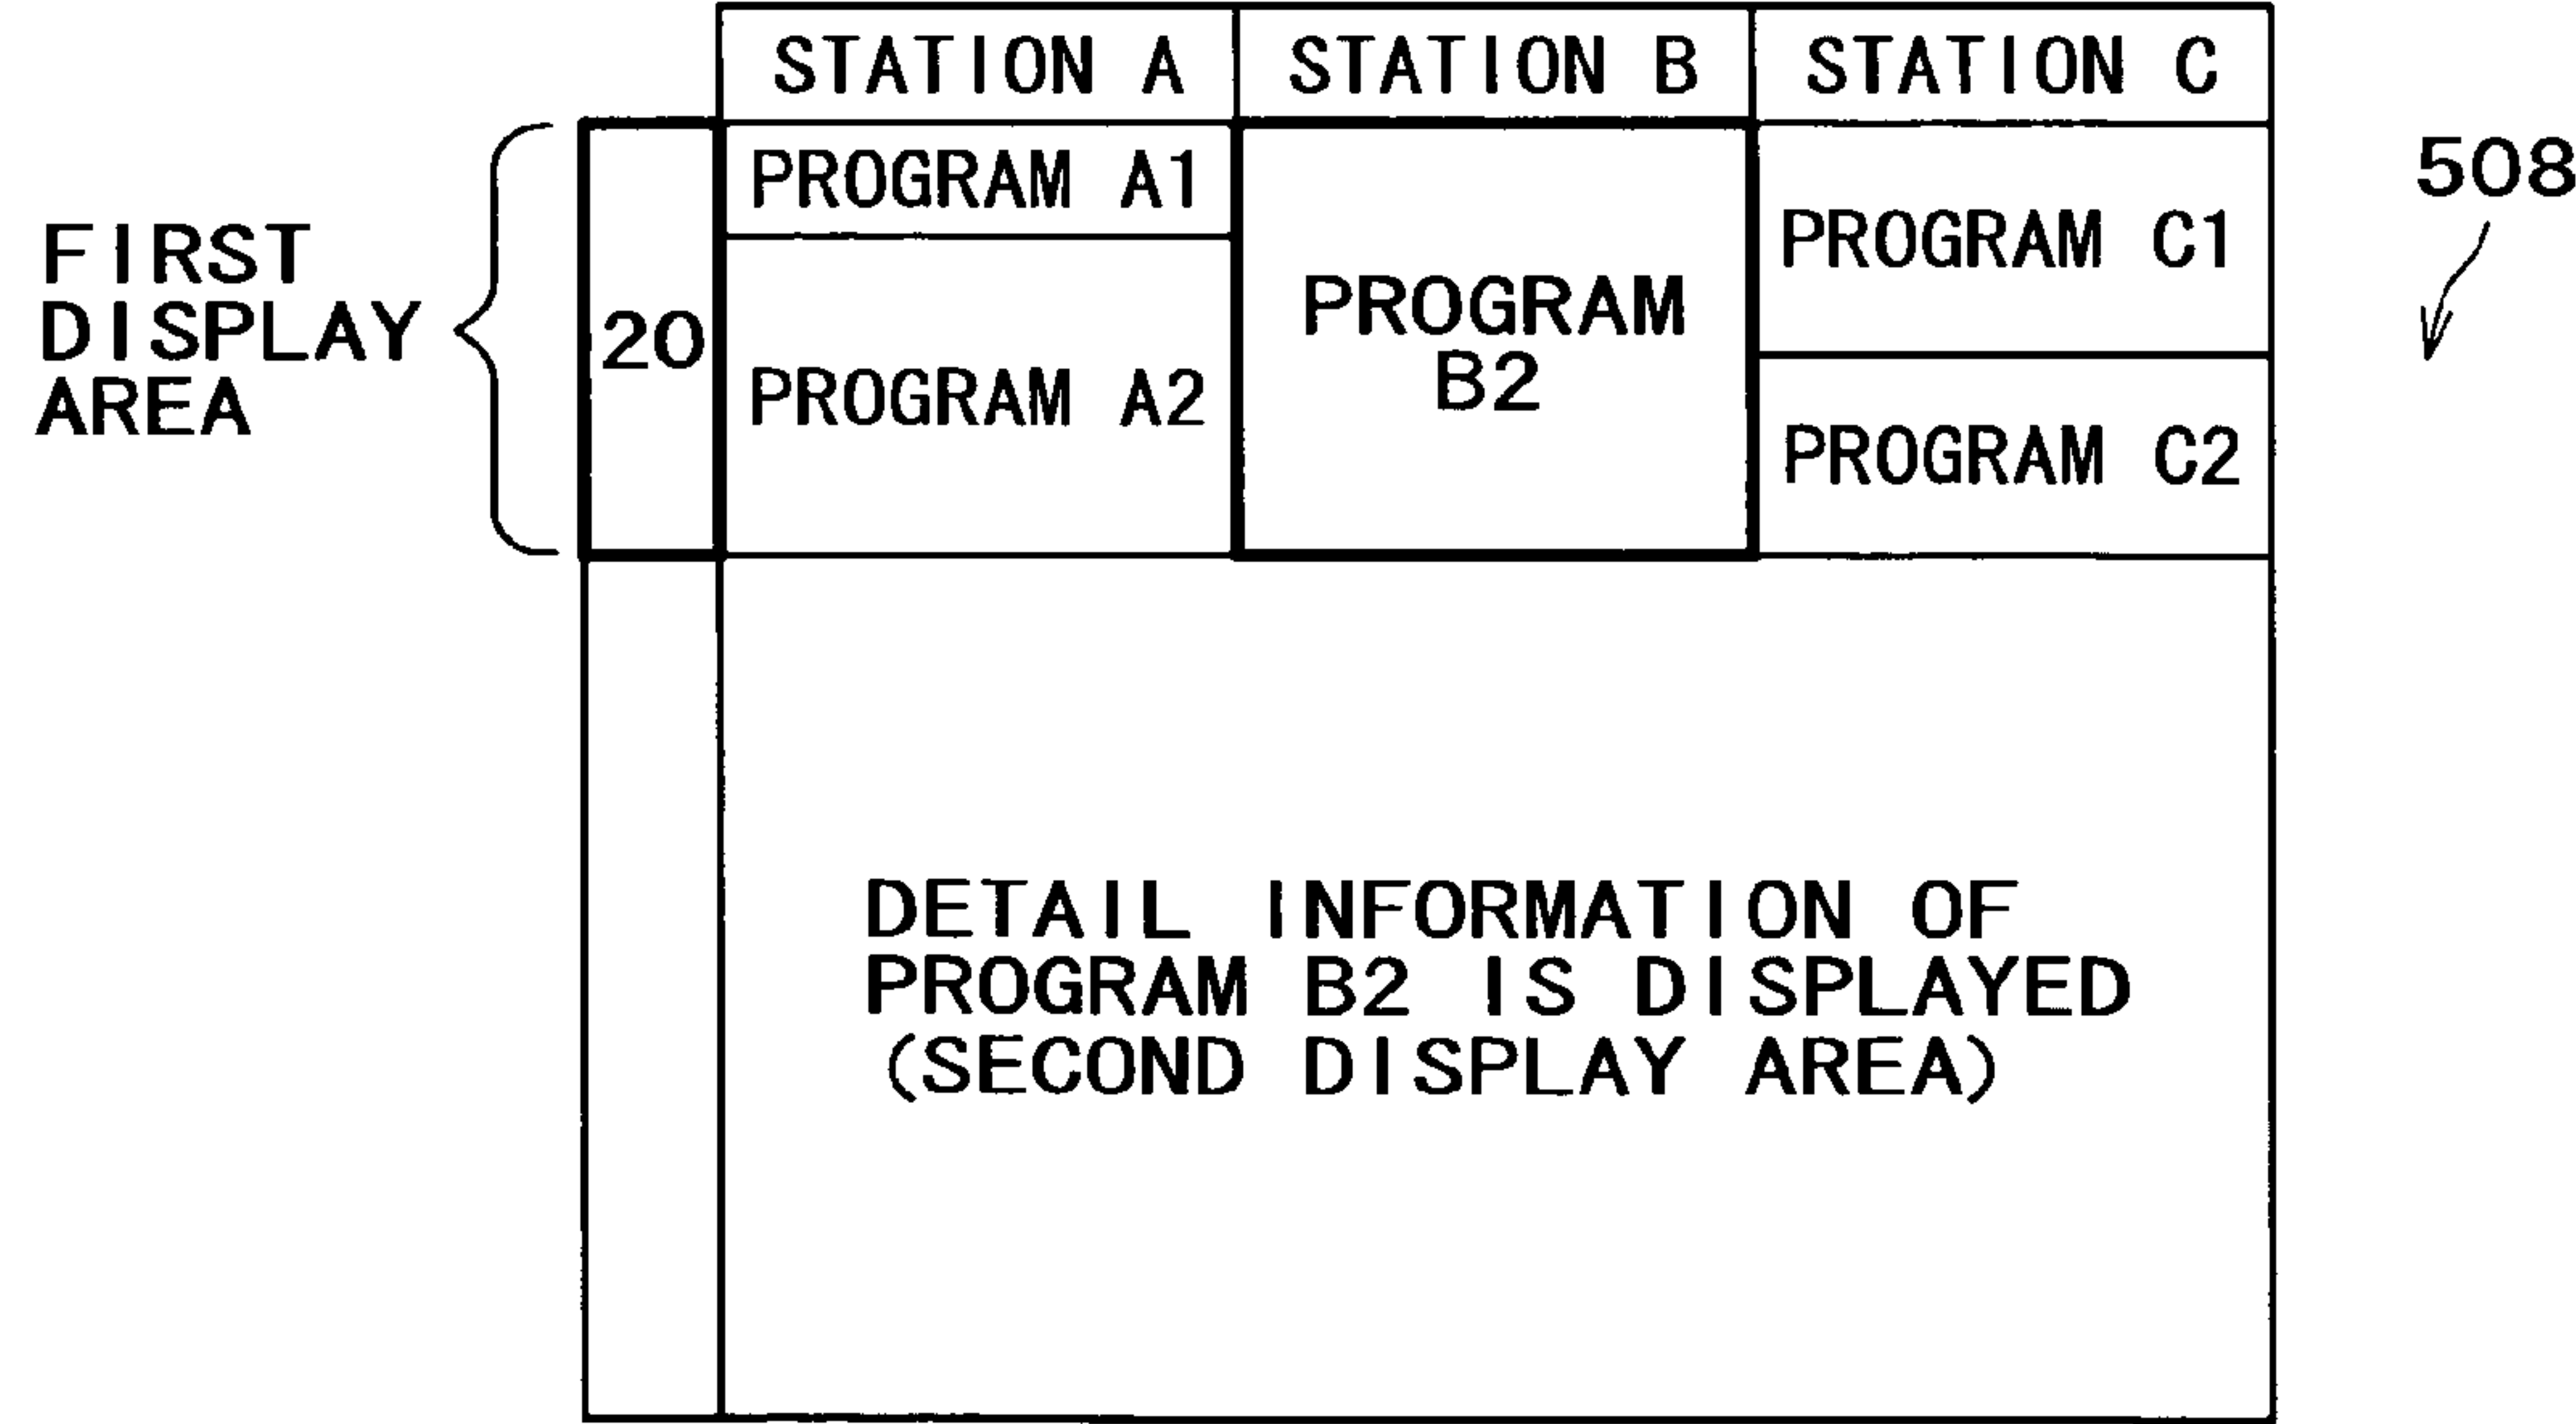 STATION A STATION B STATION C
508
FIRST
DISPLAY
AREA
20
PROGRAM A1
PROGRAM A2
PROGRAM
B2
PROGRAM C1
PROGRAM C2
DETAIL INFORMATION OF
PROGRAM B2 IS DISPLAYED
(SECOND DISPLAY AREA)